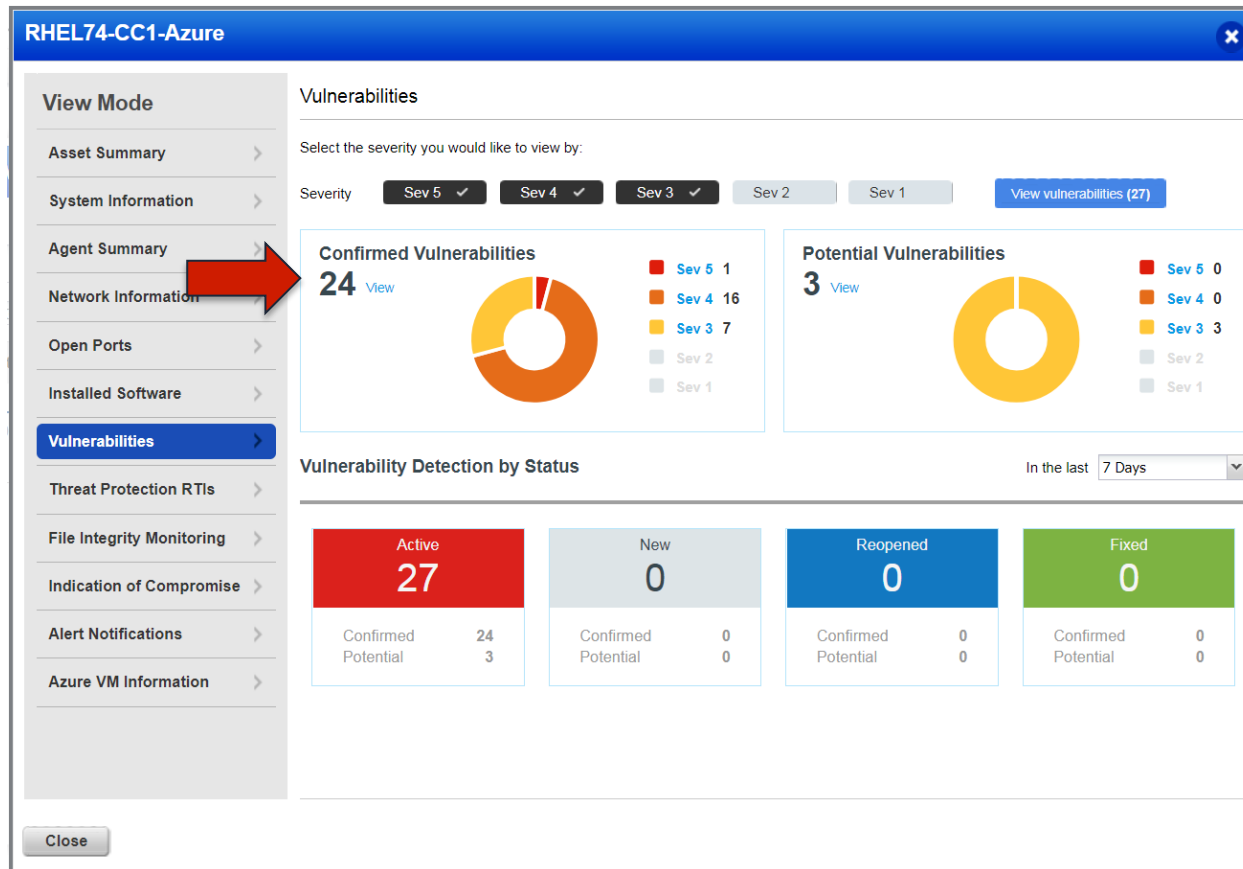 RHEL74-CC1-Azure
View Mode
Asset Summary
System Information
Agent Summary
Network Information
Open Ports
Installed Software
Vulnerabilities
Threat Protection RTIs
File Integrity Monitoring
Indication of Compromise
Alert Notifications
Azure VM Information
Vulnerabilities
Select the severity you would like to view by:
Severity Sev 5 Sev 4 Sev 3 Sev 2 Sev 1 View vulnerabilities (27)
Confirmed Vulnerabilities
24 View
Sev 5 1
Sev 4 16
Sev 3 7
Sev 2
Sev 1
Potential Vulnerabilities
3 View
Sev 5 0
Sev 4 0
Sev 3 3
Sev 2
Sev 1
Vulnerability Detection by Status In the last 7 Days
Active
27
Confirmed 24
Potential 3
New
0
Confirmed 0
Potential 0
Reopened
0
Confirmed 0
Potential 0
Fixed
0
Confirmed 0
Potential 0
Close